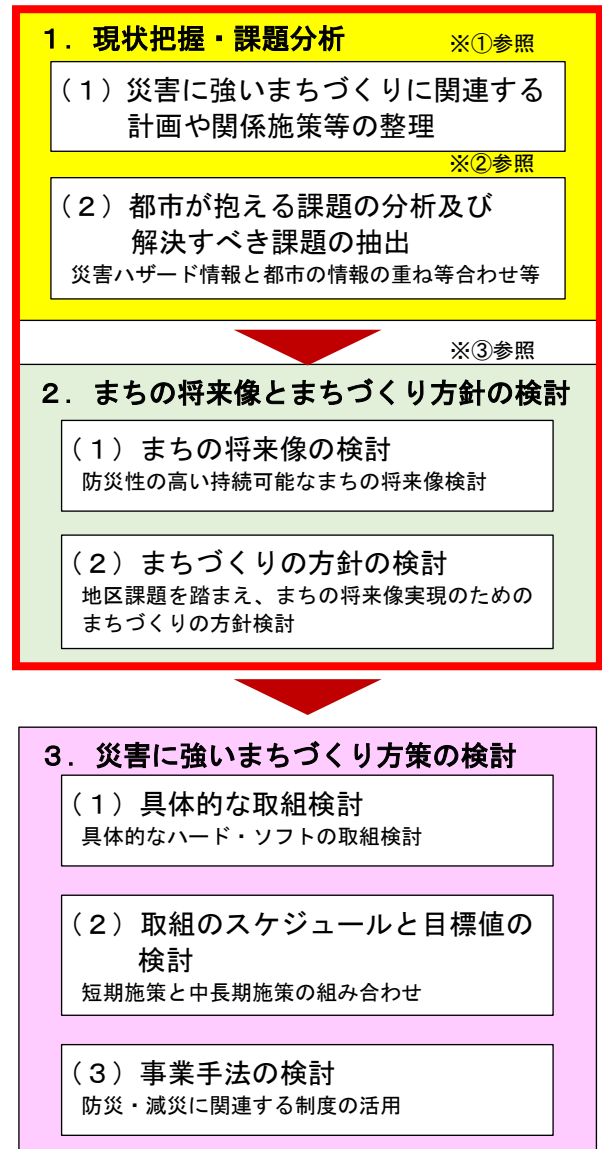 １．現状把握・課題分析 ※①参照
（１）災害に強いまちづくりに関連する
計画や関係施策等の整理
※②参照
（２）都市が抱える課題の分析及び
解決すべき課題の抽出
災害ハザード情報と都市の情報の重ね等合わせ等
※③参照
２．まちの将来像とまちづくり方針の検討
（１）まちの将来像の検討
防災性の高い持続可能なまちの将来像検討
（２）まちづくりの方針の検討
地区課題を踏まえ、まちの将来像実現のための
まちづくりの方針検討
３．災害に強いまちづくり方策の検討
（１）具体的な取組検討
具体的なハード・ソフトの取組検討
（２）取組のスケジュールと目標値の
検討
短期施策と中長期施策の組み合わせ
（３）事業手法の検討
防災・減災に関連する制度の活用